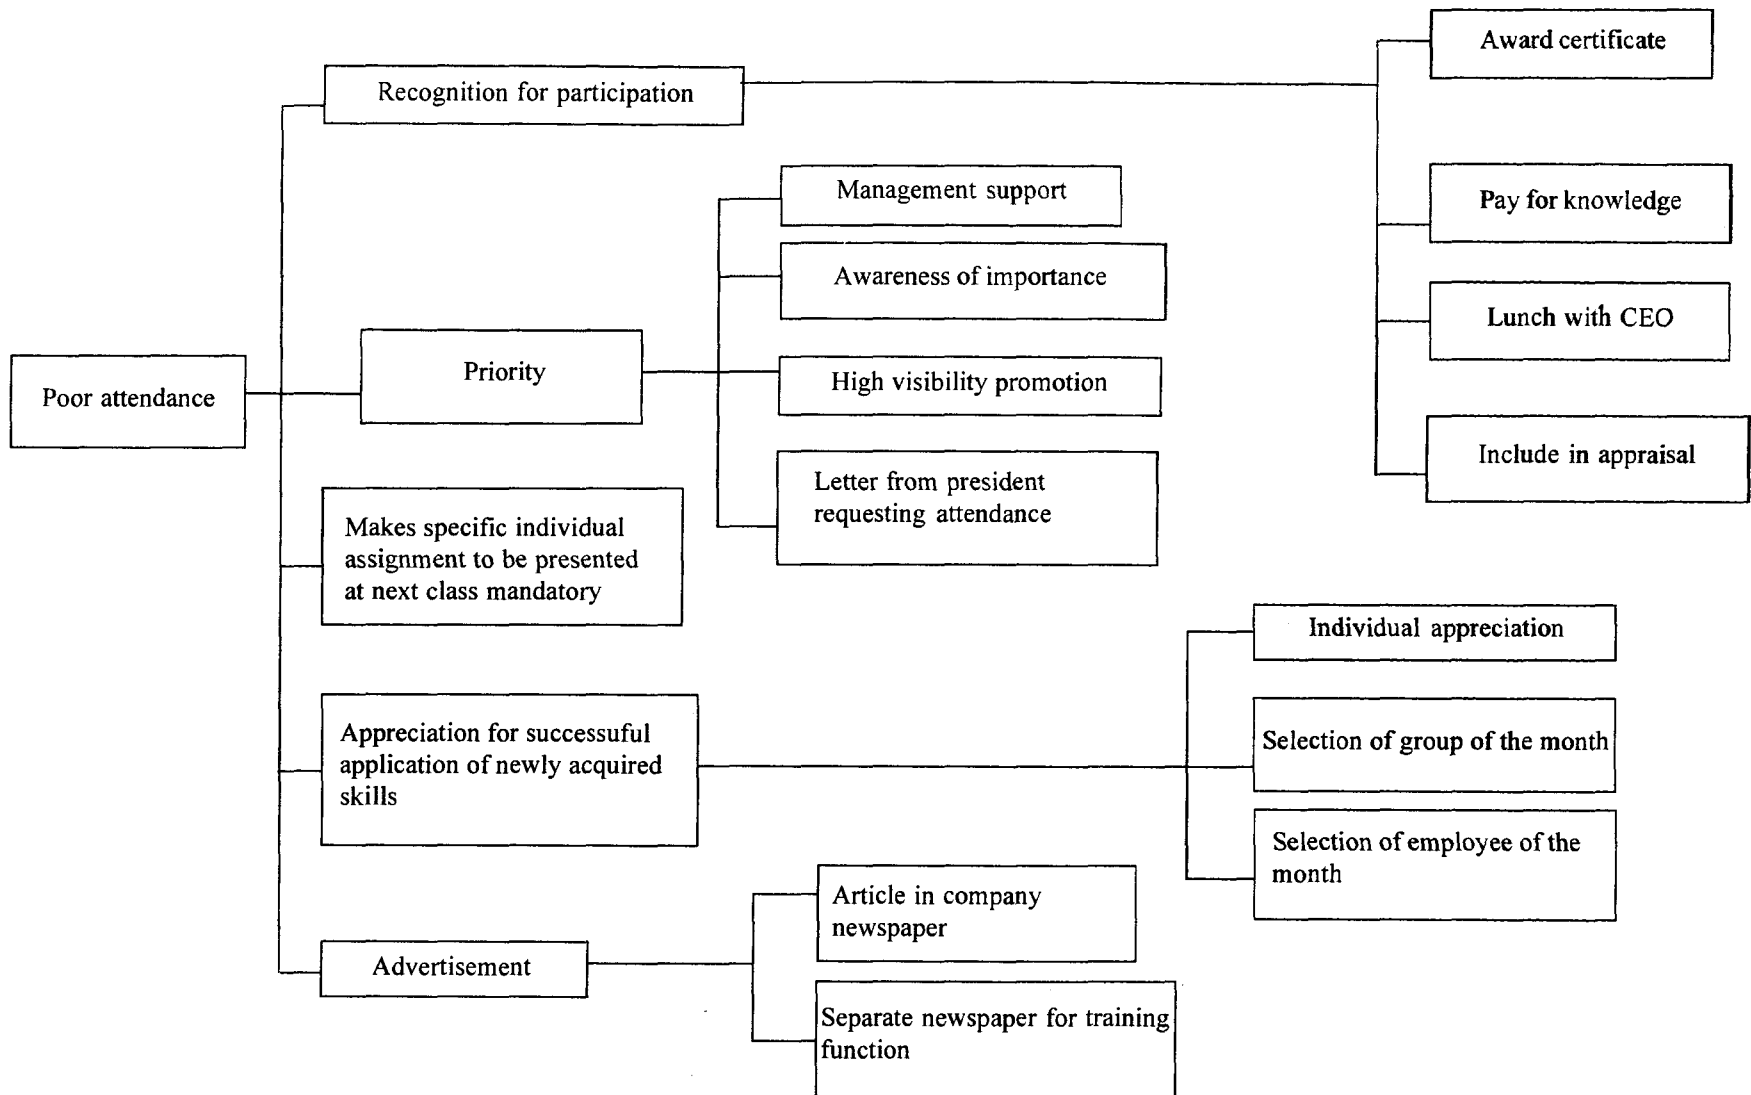 Poor attendance
Recognition for participation
Award certificate
Pay for knowledge
Lunch with CEO
Include in appraisal
Priority
Management support
Awareness of importance
High visibility promotion
Letter from president
requesting attendance
Makes specific individual
assignment to be presented
at next class mandatory
Appreciation for successuful
application of newly acquired
skills
Individual appreciation
Selection of group of the month
Selection of employee of the
month
Advertisement
Article in company
newspaper
Separate newspaper for training
function